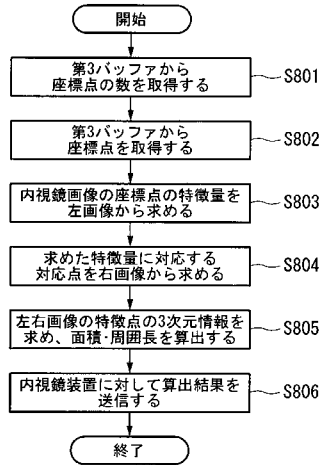 開始
第3バッファから
座標点の数を取得する
S801
第3バッファから
座標点を取得する
S802
内視鏡画像の座標点の特徴量を
左画像から求める
S803
求めた特徴量に対応する
対応点を右画像から求める
S804
左右画像の特徴点の3次元情報を
求め、面積・周囲長を算出する
S805
内視鏡装置に対して算出結果を
送信する
S806
終了